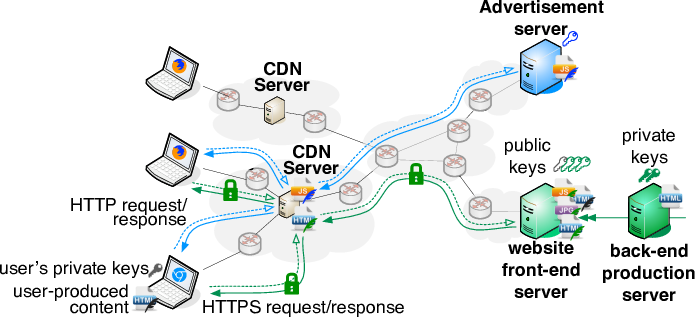 Advertisement
server
JS
CDN
Server
CDN
Server
JS
HTML
HTTP request/
response
public
keys
private
keys
JS
HTML
JPG
HTML
HTML
website
front-end
server
back-end
production
server
user's private keys
user-produced
content
HTML
HTTPS request/response